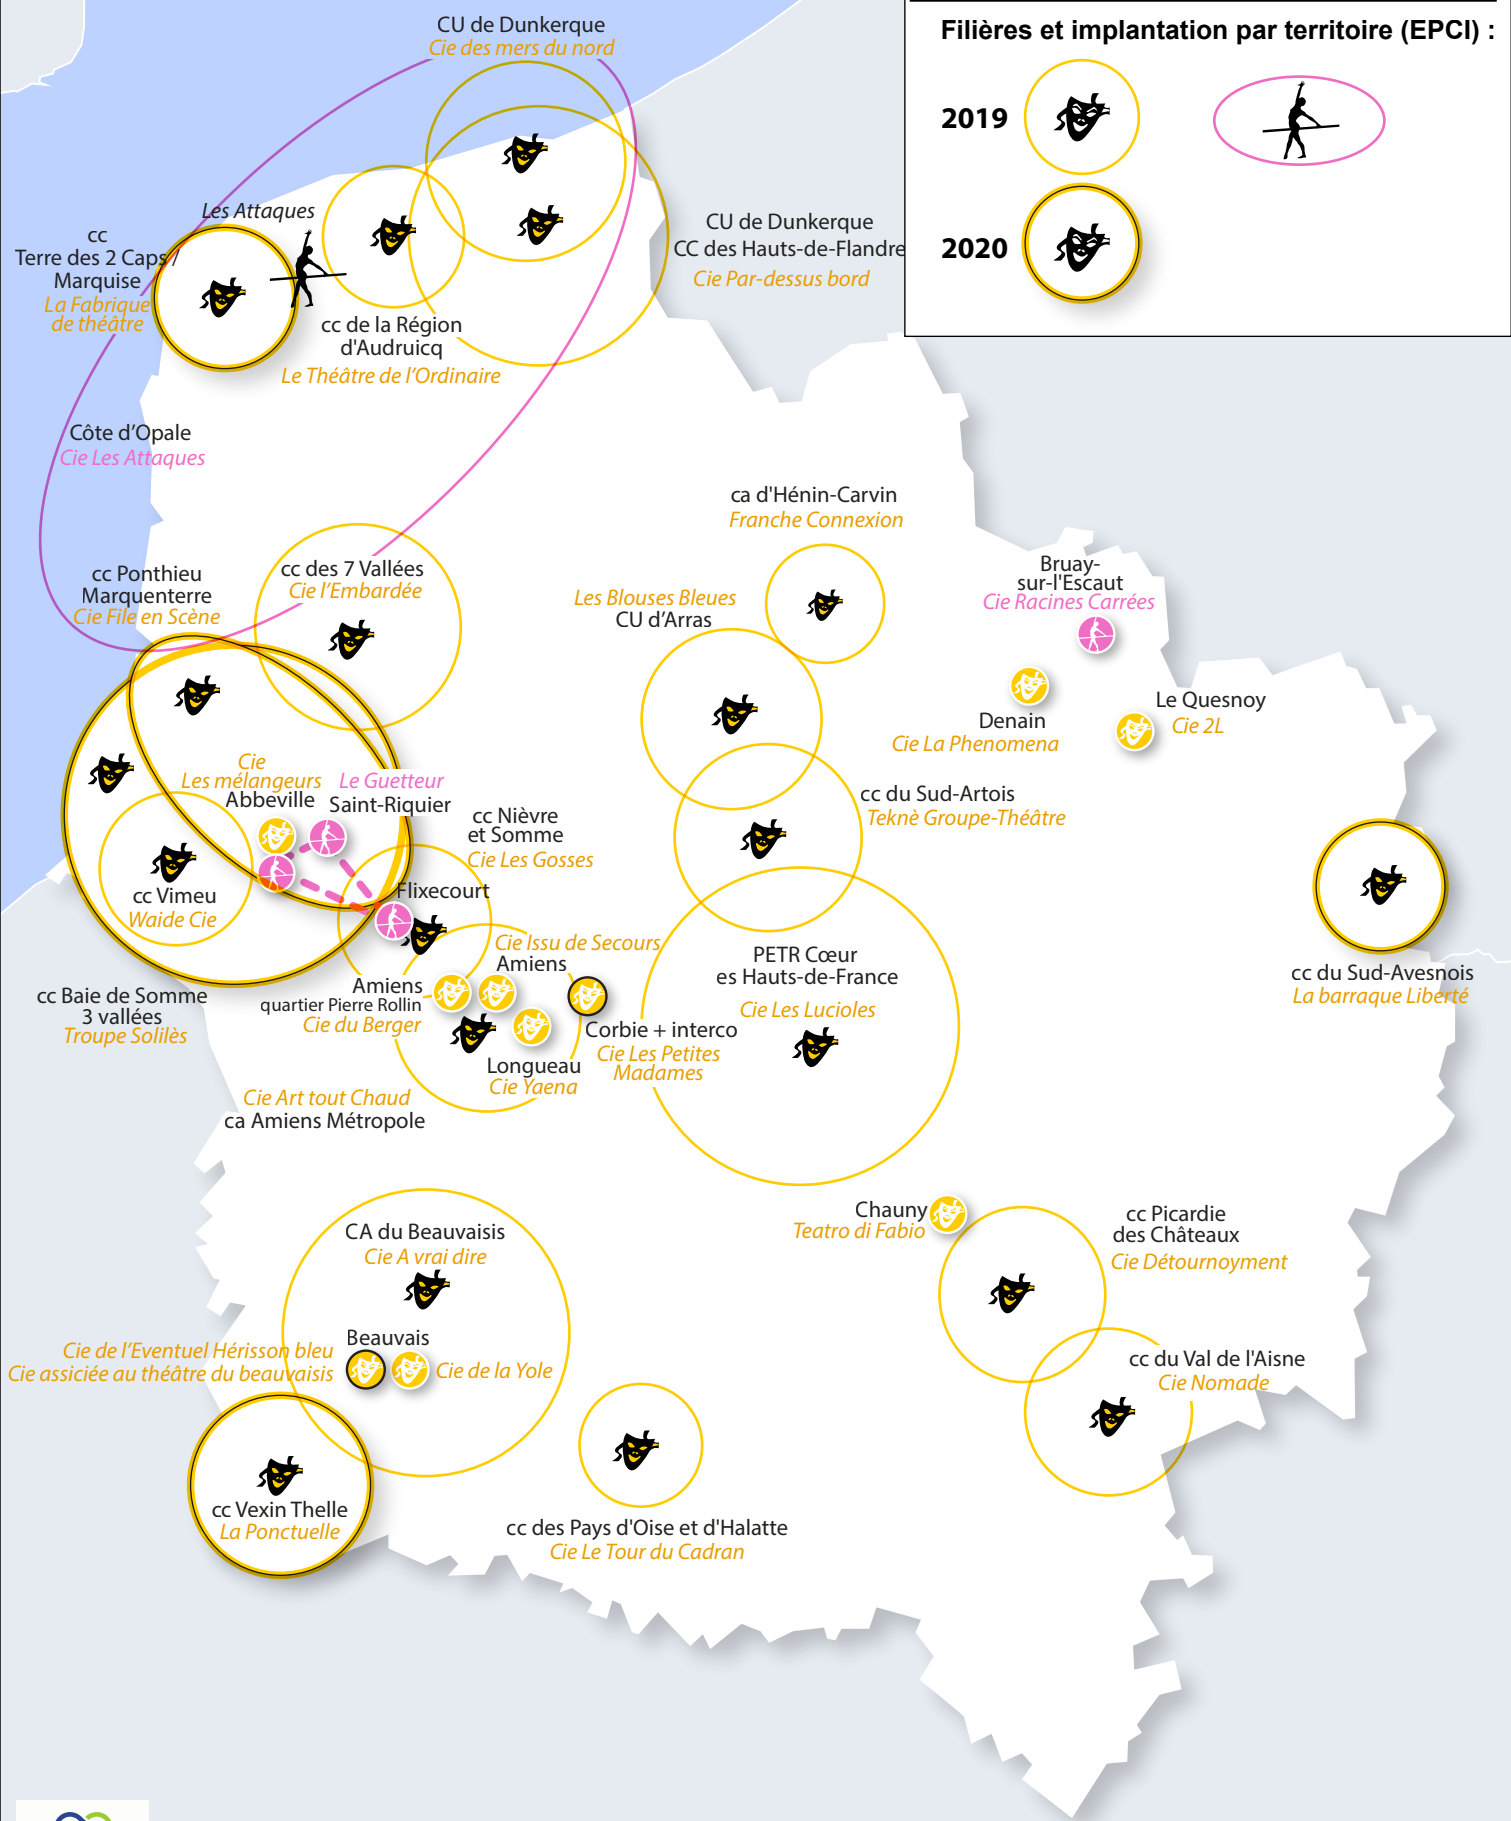 Filières et implantation par territoire (EPCI) :
2019
2020
CU de Dunkerque
Cie des mers du nord
Les Attaques
cc
Terre des 2 Caps /
Marquise
La Fabrique
de théâtre
CU de Dunkerque
CC des Hauts-de-Flandre
Cie Par-dessus bord
cc de la Région
d'Audruicq
Le Théâtre de l'Ordinaire
Côte d'Opale
Cie Les Attaques
ca d'Hénin-Carvin
Franche Connexion
cc Ponthieu
Marquenterre
Cie File en Scène
cc des 7 Vallées
Cie l'Embardée
Les Blouses Bleues
CU d'Arras
Bruay-
sur-l'Escaut
Cie Racines Carrées
Denain
Cie La Phenomena
Le Quesnoy
Cie 2L
Cie
Les mélangeurs
Abbeville
Le Guetteur
Saint-Riquier
cc Nièvre
et Somme
Cie Les Gosses
cc du Sud-Artois
Teknè Groupe-Théâtre
cc Vimeu
Waide Cie
Flixecourt
Cie Issu de Secours
Amiens
Amiens
quartier Pierre Rollin
Cie du Berger
PETR Cœur
es Hauts-de-France
Cie Les Lucioles
cc du Sud-Avesnois
La barraque Liberté
cc Baie de Somme
3 vallées
Troupe Solilès
Corbie + interco
Cie Les Petites
Madames
Longueau
Cie Yaena
Cie Art tout Chaud
ca Amiens Métropole
CA du Beauvaisis
Cie A vrai dire
Chauny
Teatro di Fabio
cc Picardie
des Châteaux
Cie Détournoyment
Beauvais
Cie de l'Eventuel Hérisson bleu
Cie assiciée au théâtre du beauvaisis
Cie de la Yole
cc du Val de l'Aisne
Cie Nomade
cc Vexin Thelle
La Ponctuelle
cc des Pays d'Oise et d'Halatte
Cie Le Tour du Cadran